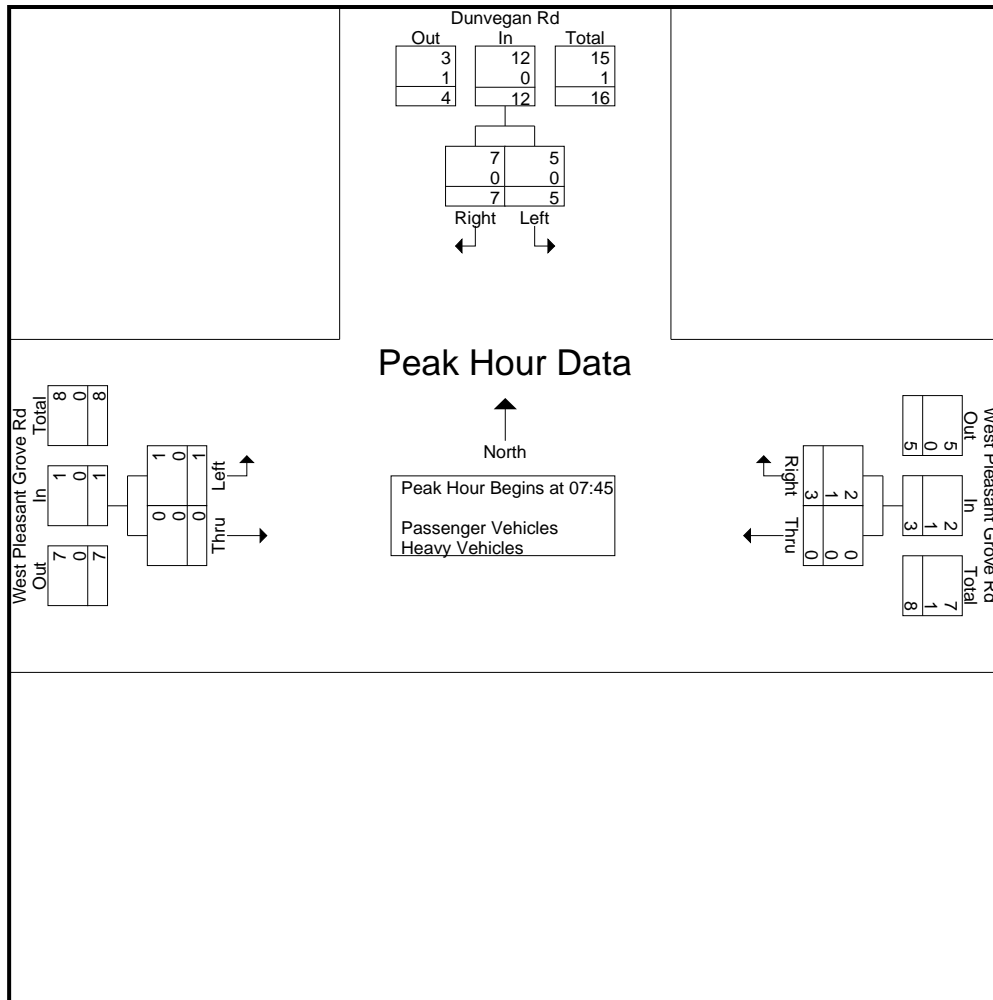 Dunvegan Rd
Out In Total
3 12 15
1 0 1
4 12 16
7 5
0 0
7 5
Right Left
Peak Hour Data
North
Peak Hour Begins at 07:45
Passenger Vehicles
Heavy Vehicles
West Pleasant Grove Rd
Out In Total
7 1 8
0 0 0
7 1 8
Left Thru
1 0
0 0
1 0
West Pleasant Grove Rd
Out In Total
5 2 7
0 1 1
5 3 8
Right Thru
2 0
1 0
3 0